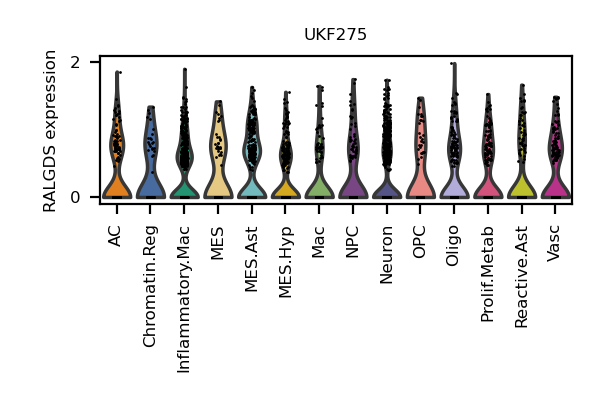 UKF275
RALGDS expression
2
0
AC
Chromatin.Reg
Inflammatory.Mac
MES
MES.Ast
MES.Hyp
Mac
NPC
Neuron
OPC
Oligo
Prolif.Metab
Reactive.Ast
Vasc